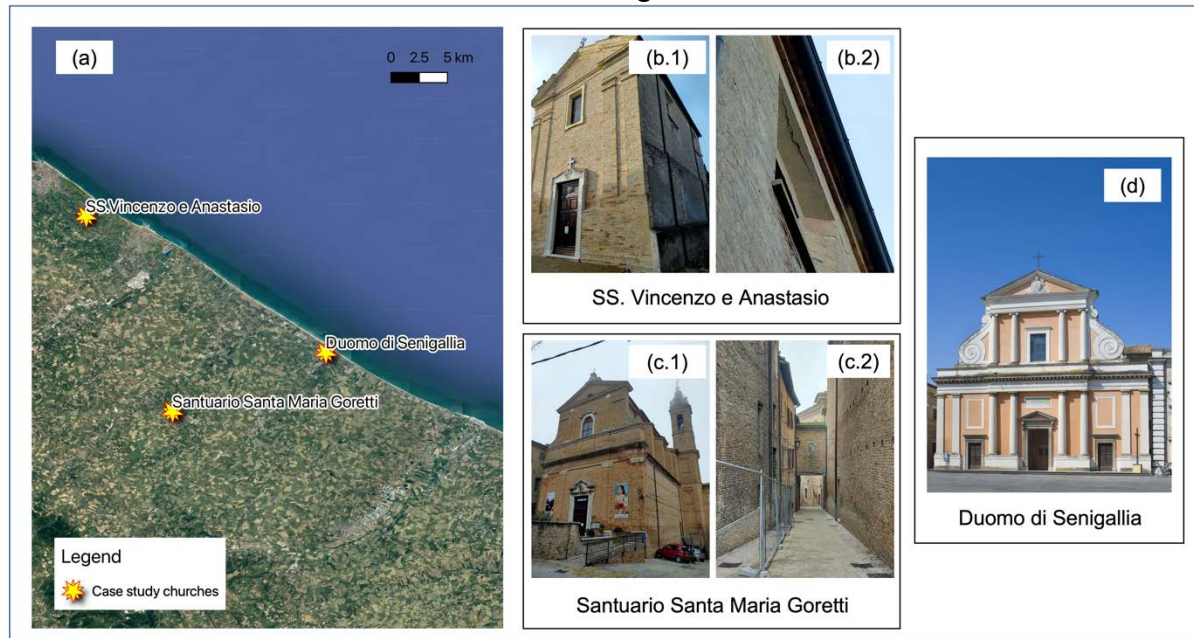 (a)
0 2.5 5 km
SS.Vincenzo e Anastasio
Duomo di Senigallia
Santuario Santa Maria Goretti
Legend
Case study churches
(b.1)
(b.2)
SS. Vincenzo e Anastasio
(c.1)
(c.2)
Santuario Santa Maria Goretti
(d)
Duomo di Senigallia